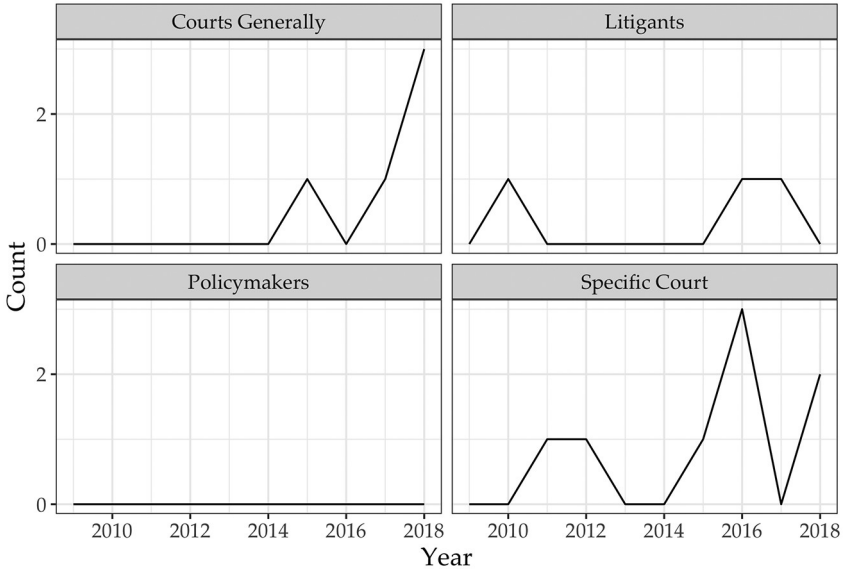 Courts Generally
Litigants
2
0
Policymakers
Specific Court
2
0
2010 2012 2014 2016 2018
2010 2012 2014 2016 2018
Count
Year